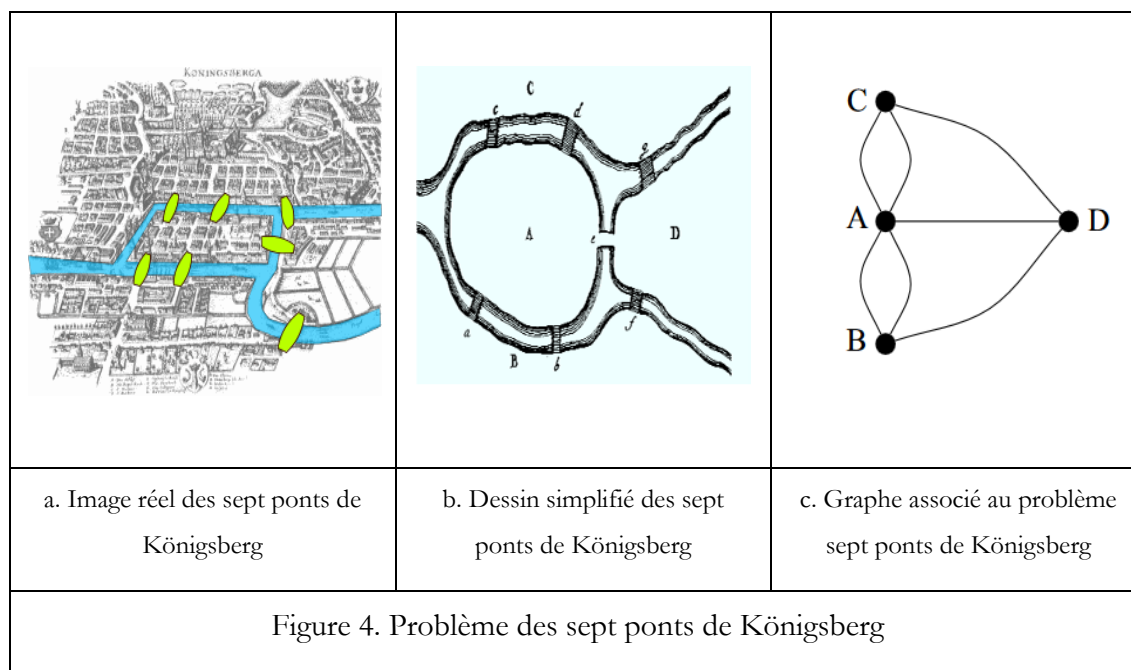 KONINGSBERGA
C
c
d
g
A
e
D
a
B
b
f
C
A
D
B
a. Image réel des sept ponts de
Königsberg
b. Dessin simplifié des sept
ponts de Königsberg
c. Graphe associé au problème
sept ponts de Königsberg
Figure 4. Problème des sept ponts de Königsberg